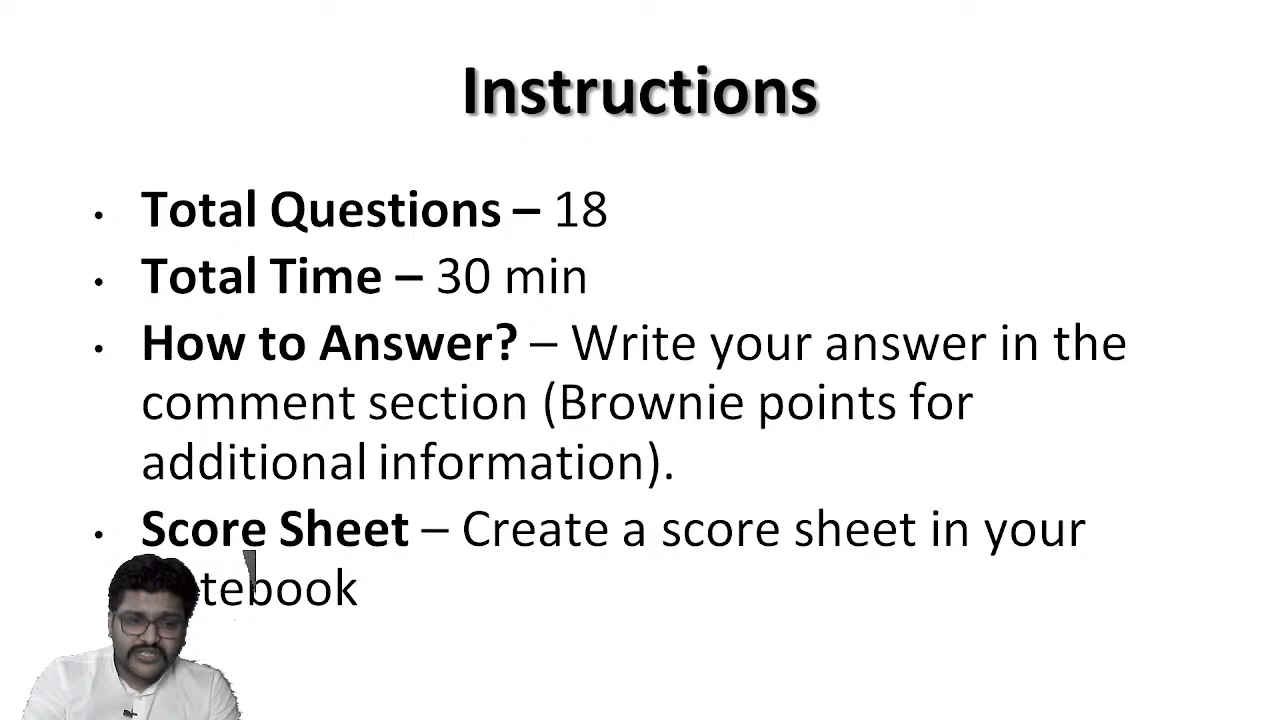 Instructions
• Total Questions – 18
• Total Time – 30 min
• How to Answer? – Write your answer in the
comment section (Brownie points for
additional information).
• Score Sheet – Create a score sheet in your
tebook